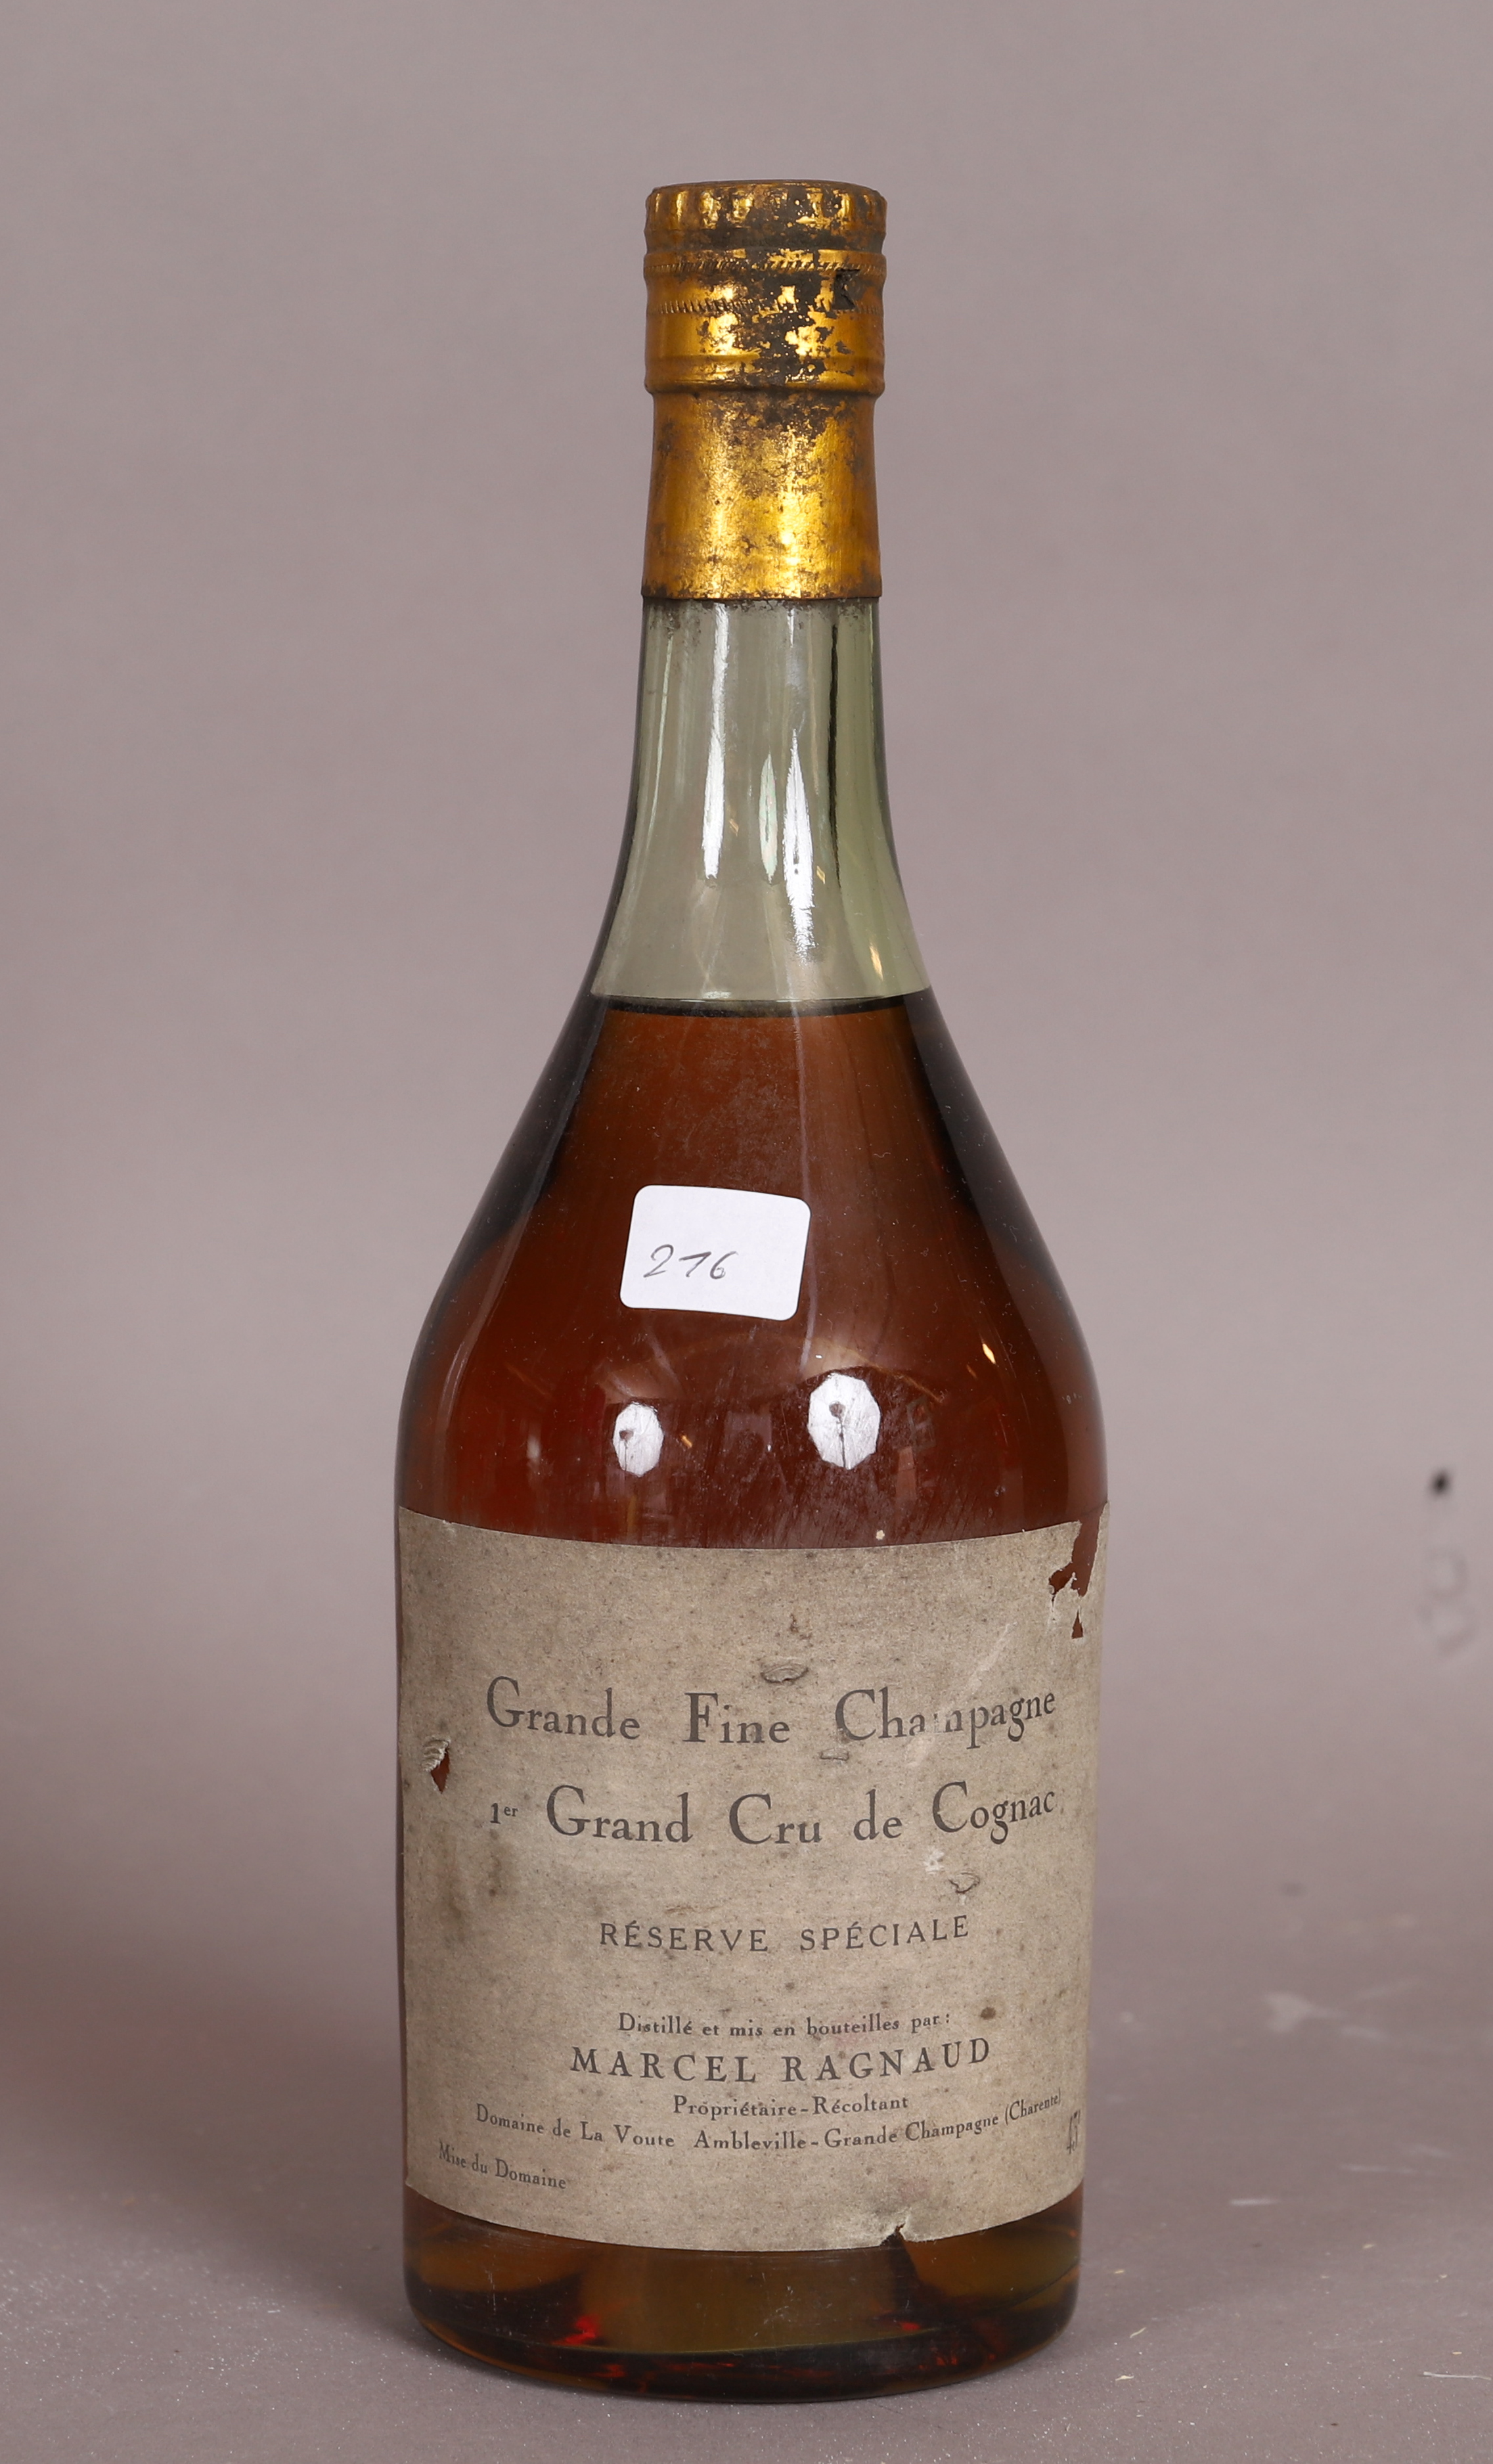 216
Grande Fine Champagne
1er Grand Cru de Cognac
RÉSERVE SPÉCIALE
Distillé et mis en bouteilles par :
MARCEL RAGNAUD
Propriétaire-Récoltant
Domaine de La Voute Ambleville-Grande Champagne (Charente)
Mise du Domaine